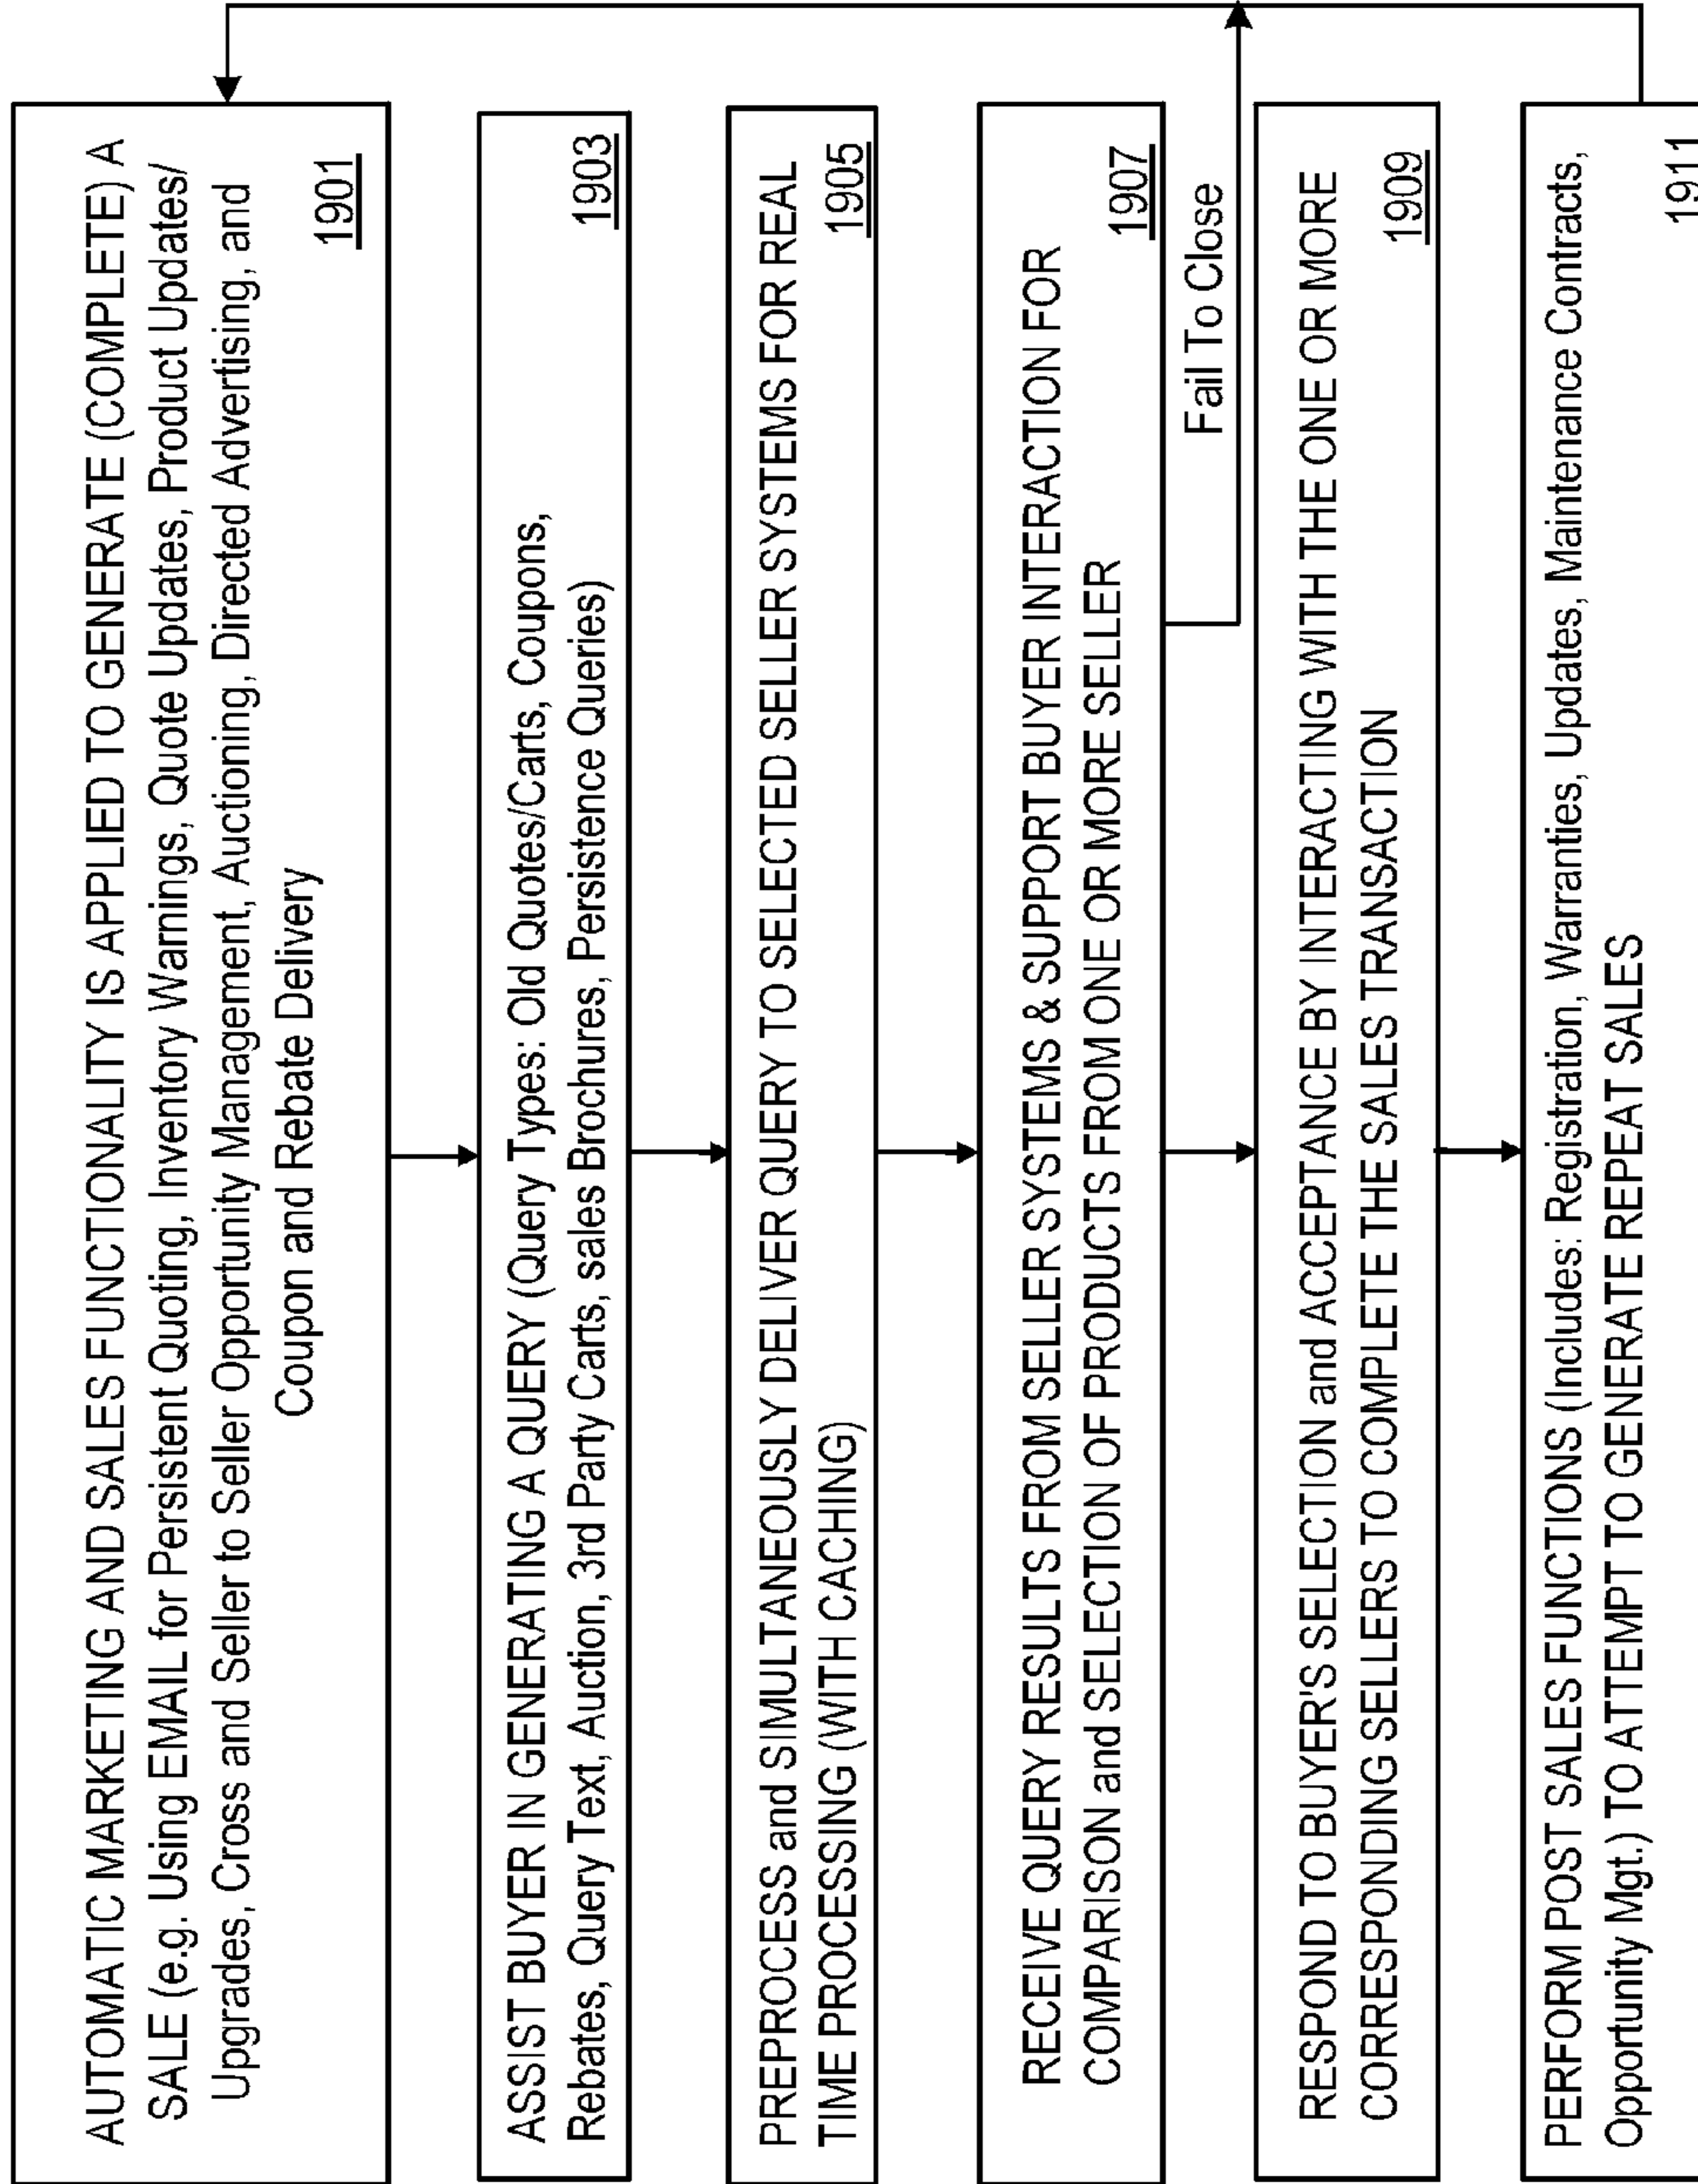 AUTOMATIC MARKETING AND SALES FUNCTIONALITY IS APPLIED TO GENERATE (COMPLETE) A
SALE (e.g. Using EMAIL for Persistent Quoting, Inventory Warnings, Quote Updates, Product Updates/
Upgrades, Cross and Seller to Seller Opportunity Management, Auctioning, Directed Advertising, and
Coupon and Rebate Delivery
1901
ASSIST BUYER IN GENERATING A QUERY (Query Types: Old Quotes/Carts, Coupons,
Rebates, Query Text, Auction, 3rd Party Carts, sales Brochures, Persistence Queries)
1903
PREPROCESS and SIMULTANEOUSLY DELIVER QUERY TO SELECTED SELLER SYSTEMS FOR REAL
TIME PROCESSING (WITH CACHING)
1905
RECEIVE QUERY RESULTS FROM SELLER SYSTEMS & SUPPORT BUYER INTERACTION FOR
COMPARISON and SELECTION OF PRODUCTS FROM ONE OR MORE SELLER
1907
Fail To Close
RESPOND TO BUYER'S SELECTION and ACCEPTANCE BY INTERACTING WITH THE ONE OR MORE
CORRESPONDING SELLERS TO COMPLETE THE SALES TRANSACTION
1909
PERFORM POST SALES FUNCTIONS (Includes: Registration, Warranties, Updates, Maintenance Contracts,
Opportunity Mgt.) TO ATTEMPT TO GENERATE REPEAT SALES
1911